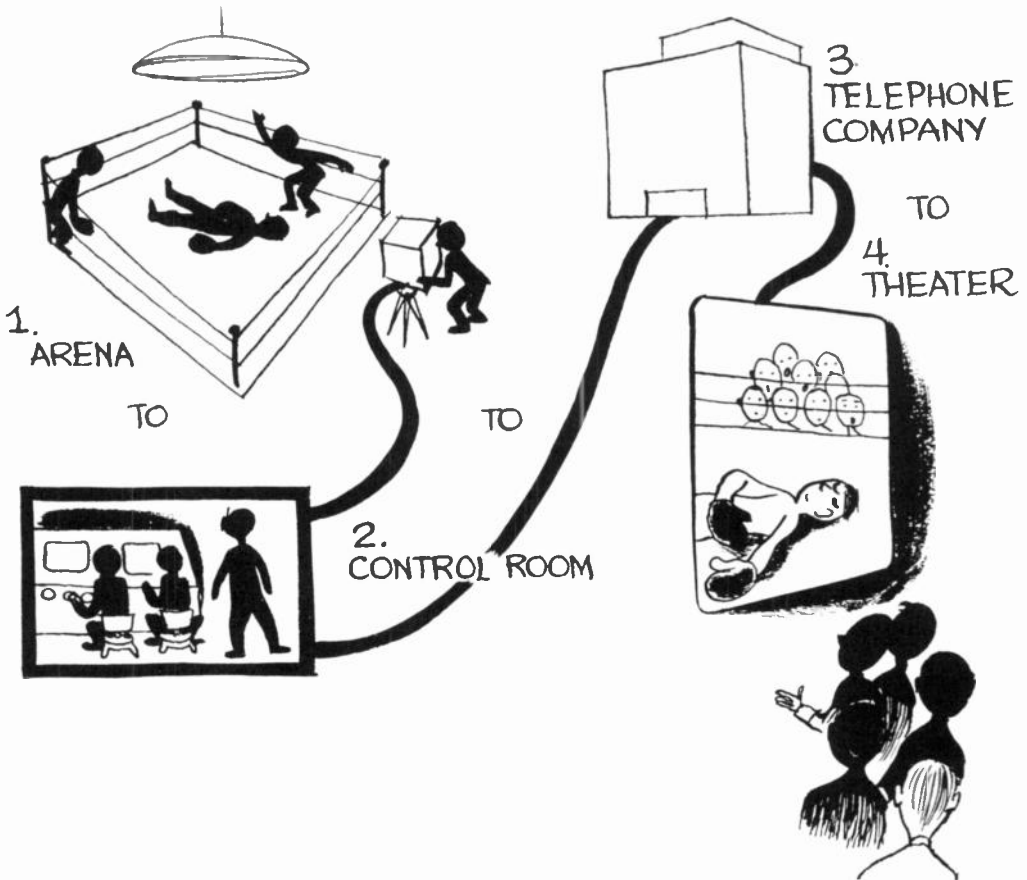 1.
ARENA
TO
2.
CONTROL ROOM
TO
3.
TELEPHONE
COMPANY
TO
4.
THEATER